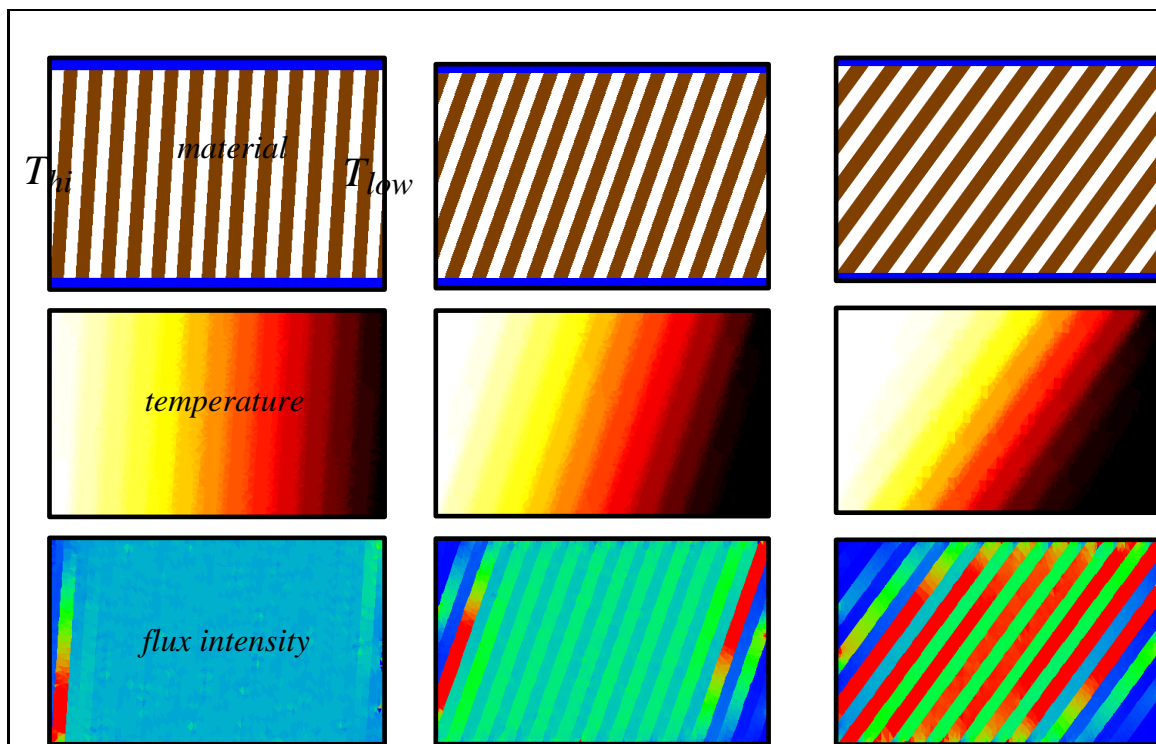 material
T_hi
T_low
temperature
flux intensity